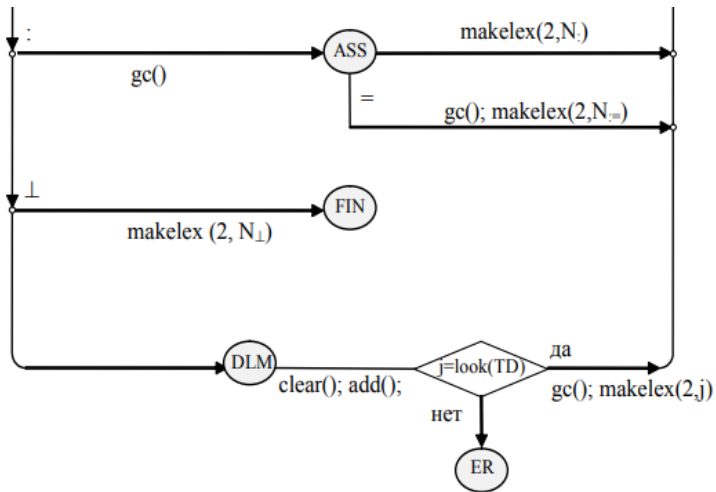 :
ASS
makelex(2,N:)
gc()
=
gc(); makelex(2,N:=)
⊥
FIN
makelex (2, N⊥)
DLM
clear(); add();
j=look(TD)
да
gc(); makelex(2,j)
нет
ER